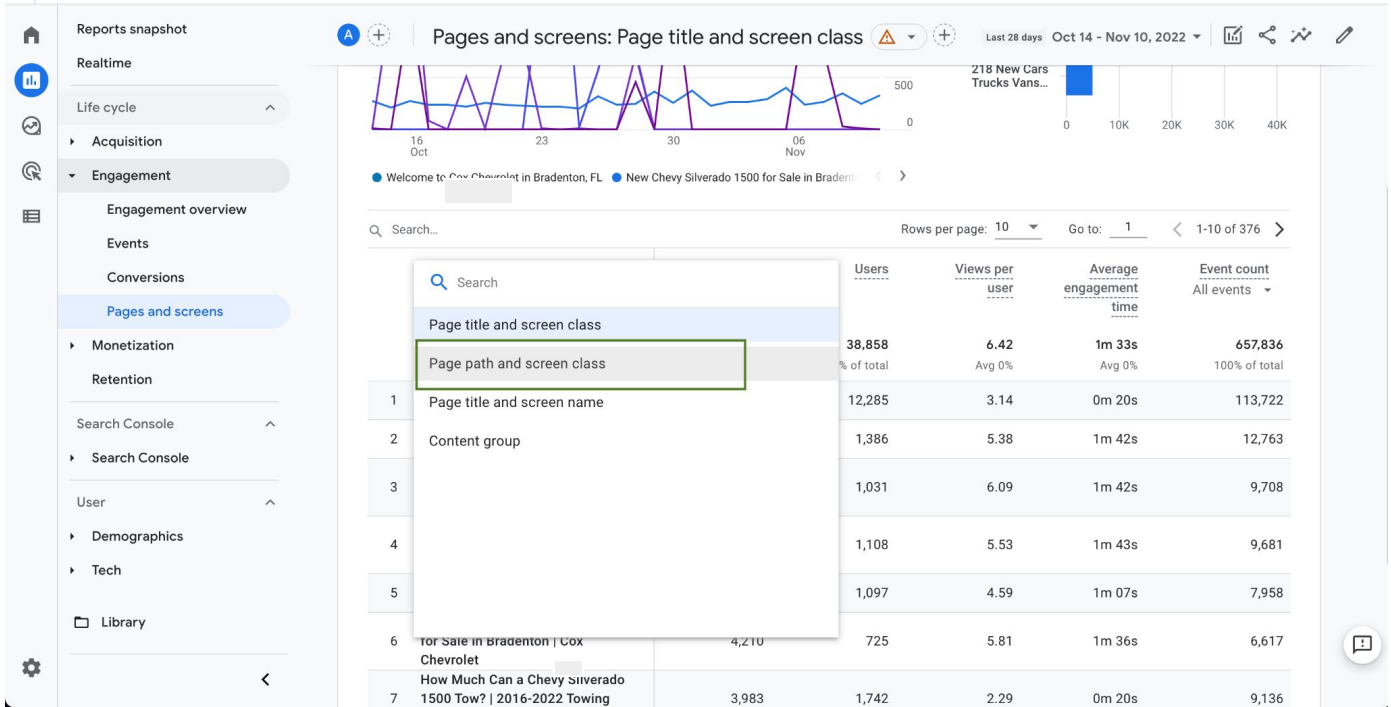 Reports snapshot
Realtime
Life cycle
Acquisition
Engagement
Engagement overview
Events
Conversions
Pages and screens
Monetization
Retention
Search Console
Search Console
User
Demographics
Tech
Library
A
Pages and screens: Page title and screen class
Last 28 days Oct 14 - Nov 10, 2022
500
0
16
Oct
23
30
06
Nov
218 New Cars
Trucks Vans...
0 10K 20K 30K 40K
Welcome to Cox Chevrolet in Bradenton, FL New Chevy Silverado 1500 for Sale in Bradent
Search...
Rows per page: 10 Go to: 1 1-10 of 376
Search
Page title and screen class
Page path and screen class
Page title and screen name
Content group
Users
Views per
user
Average
engagement
time
Event count
All events
38,858 6.42 1m 33s 657,836
% of total Avg 0% Avg 0% 100% of total
1 12,285 3.14 0m 20s 113,722
2 1,386 5.38 1m 42s 12,763
3 1,031 6.09 1m 42s 9,708
4 1,108 5.53 1m 43s 9,681
5 1,097 4.59 1m 07s 7,958
6 for Sale in Bradenton | Cox 4,210 725 5.81 1m 36s 6,617
Chevrolet
How Much Can a Chevy Silverado
7 1500 Tow? | 2016-2022 Towing 3,983 1,742 2.29 0m 20s 9,136